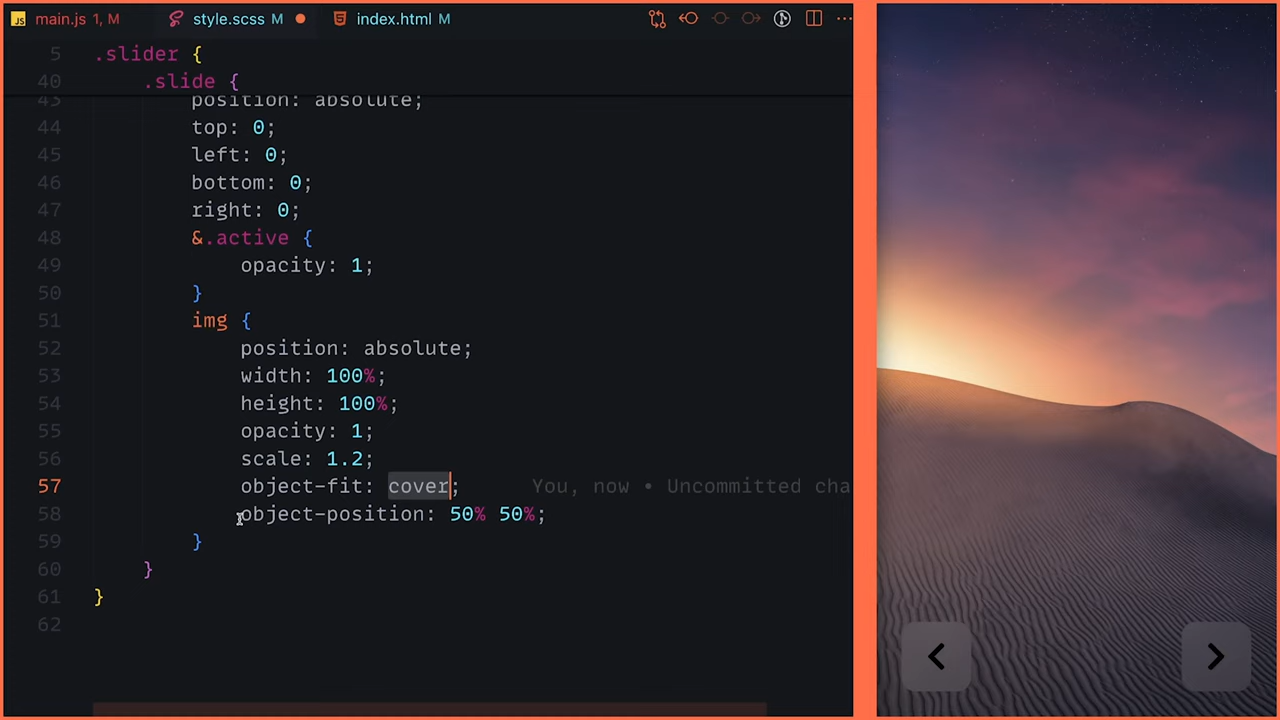 JS main.js 1, M style.scss M index.html M
5 .slider {
40 .slide {
43 position: absolute;
44 top: 0;
45 left: 0;
46 bottom: 0;
47 right: 0;
48 &.active {
49 opacity: 1;
50 }
51 img {
52 position: absolute;
53 width: 100%;
54 height: 100%;
55 opacity: 1;
56 scale: 1.2;
57 object-fit: cover; You, now • Uncommitted cha
58 object-position: 50% 50%;
59 }
60 }
61 }
62